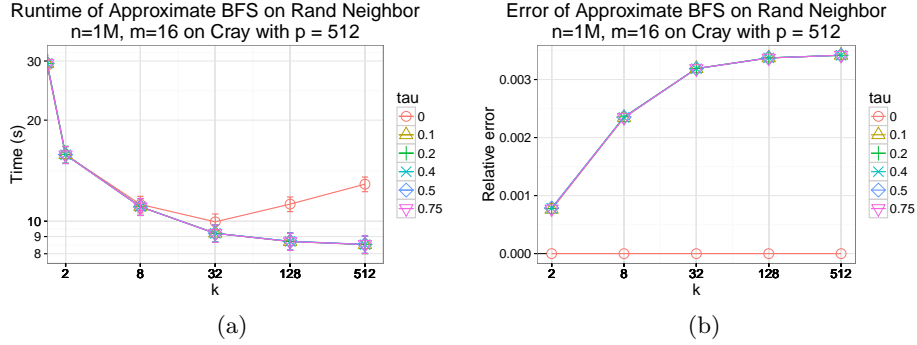 Runtime of Approximate BFS on Rand Neighbor
n=1M, m=16 on Cray with p = 512
Time (s)
30
20
10
9
8
2
8
32
128
512
k
tau
0
0.1
0.2
0.4
0.5
0.75
(a)
Error of Approximate BFS on Rand Neighbor
n=1M, m=16 on Cray with p = 512
Relative error
0.003
0.002
0.001
0.000
2
8
32
128
512
k
tau
0
0.1
0.2
0.4
0.5
0.75
(b)